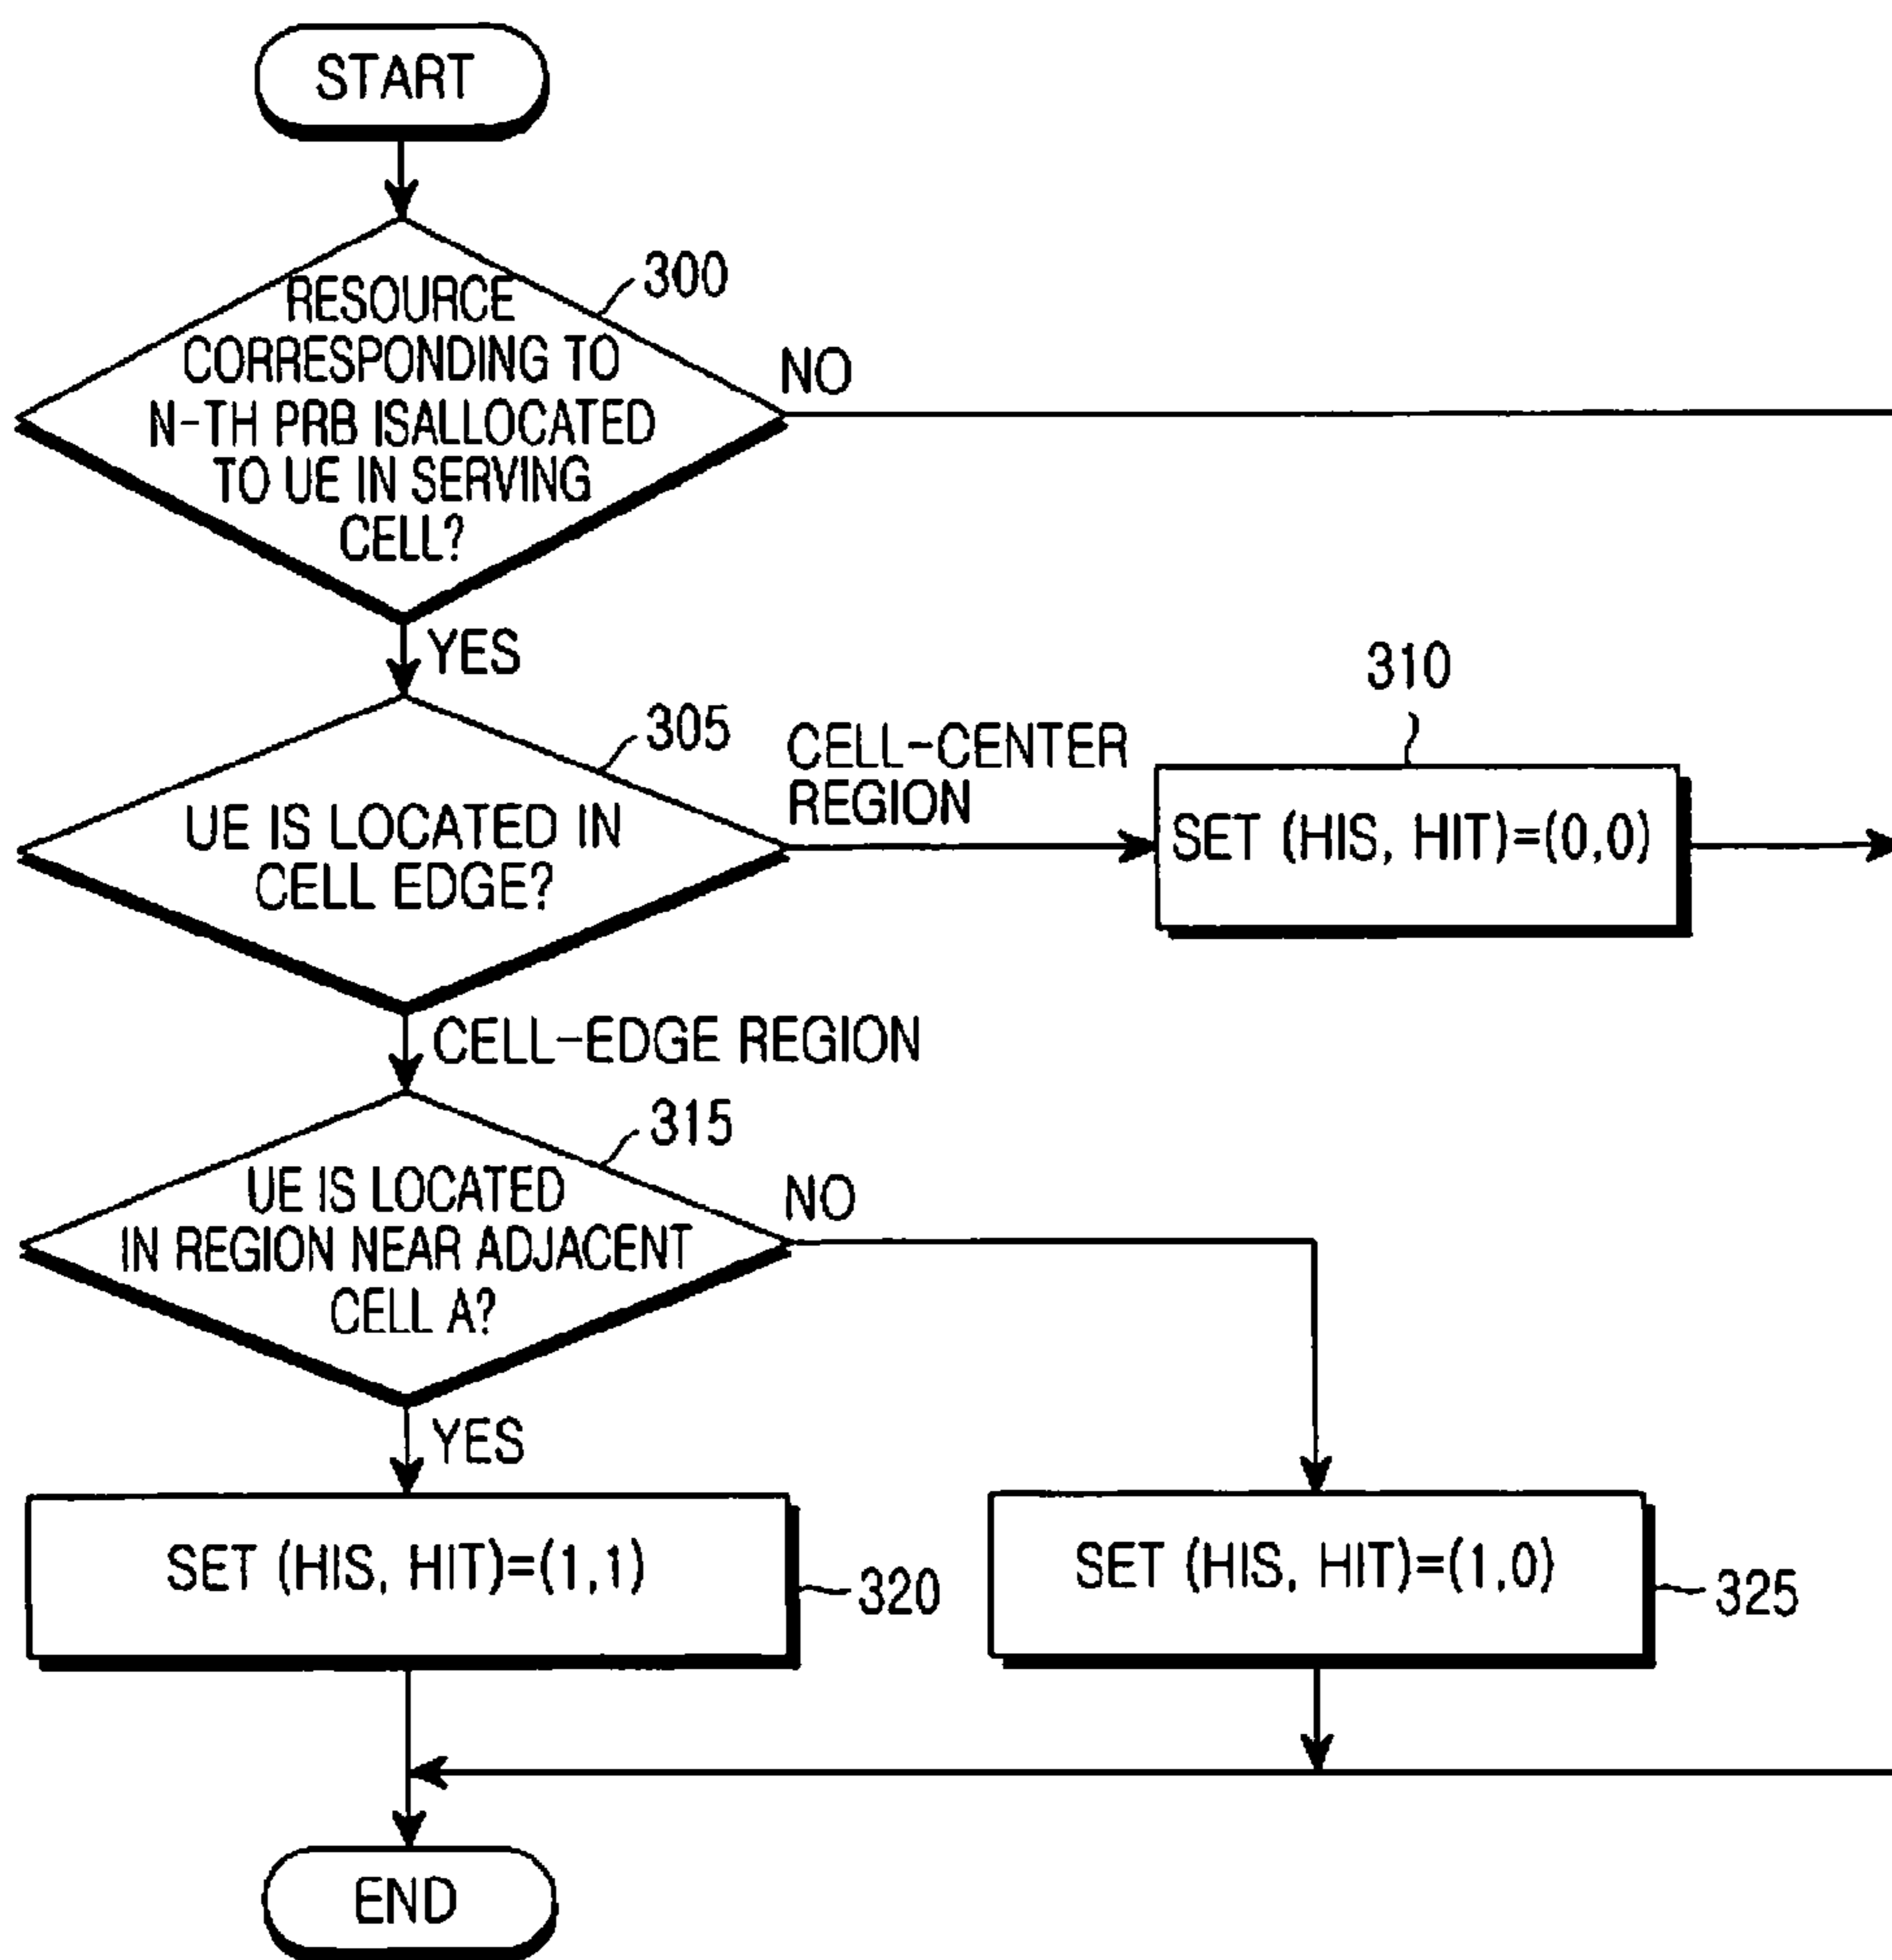 START
300
RESOURCE
CORRESPONDING TO
N-TH PRB ISALLOCATED
TO UE IN SERVING
CELL?
NO
YES
305
UE IS LOCATED IN
CELL EDGE?
CELL-CENTER
REGION
310
SET (HIS, HIT)=(0,0)
CELL-EDGE REGION
315
UE IS LOCATED
IN REGION NEAR ADJACENT
CELL A?
NO
YES
SET (HIS, HIT)=(1,1)
320
SET (HIS, HIT)=(1,0)
325
END